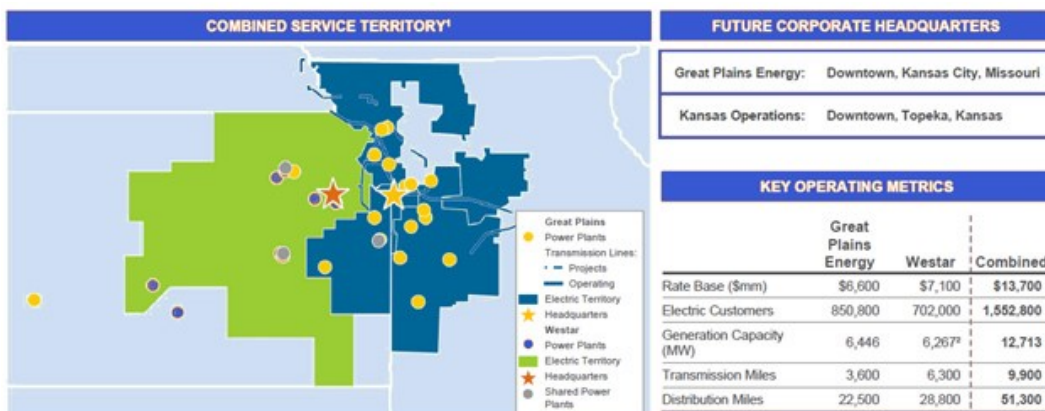 COMBINED SERVICE TERRITORY¹
Great Plains
Power Plants
Transmission Lines:
Projects
Operating
Electric Territory
Headquarters
Westar
Power Plants
Electric Territory
Headquarters
Shared Power
Plants
FUTURE CORPORATE HEADQUARTERS
Great Plains Energy: Downtown, Kansas City, Missouri
Kansas Operations: Downtown, Topeka, Kansas
KEY OPERATING METRICS
Great
Plains
Energy Westar Combined
Rate Base ($mm) $6,600 $7,100 $13,700
Electric Customers 850,800 702,000 1,552,800
Generation Capacity
(MW) 6,446 6,267² 12,713
Transmission Miles 3,600 6,300 9,900
Distribution Miles 22,500 28,800 51,300